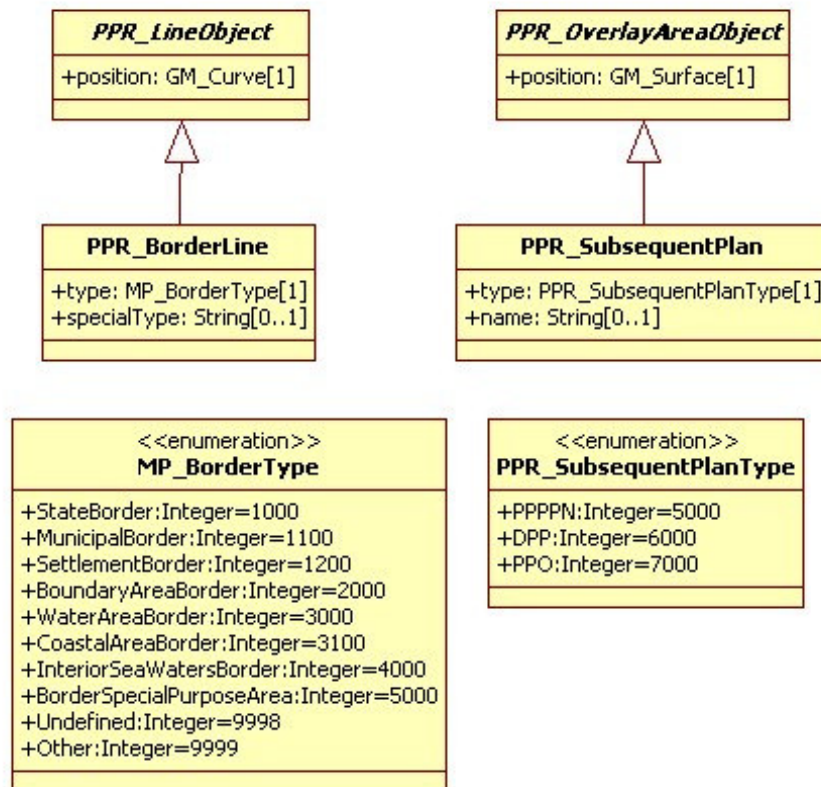 PPR_LineObject
+position: GM_Curve[1]
PPR_OverlayAreaObject
+position: GM_Surface[1]
PPR_BorderLine
+type: MP_BorderType[1]
+specialType: String[0..1]
PPR_SubsequentPlan
+type: PPR_SubsequentPlanType[1]
+name: String[0..1]
<<enumeration>>
MP_BorderType
+StateBorder:Integer=1000
+MunicipalBorder:Integer=1100
+SettlementBorder:Integer=1200
+BoundaryAreaBorder:Integer=2000
+WaterAreaBorder:Integer=3000
+CoastalAreaBorder:Integer=3100
+InteriorSeaWatersBorder:Integer=4000
+BorderSpecialPurposeArea:Integer=5000
+Undefined:Integer=9998
+Other:Integer=9999
<<enumeration>>
PPR_SubsequentPlanType
+PPPPN:Integer=5000
+DPP:Integer=6000
+PPO:Integer=7000